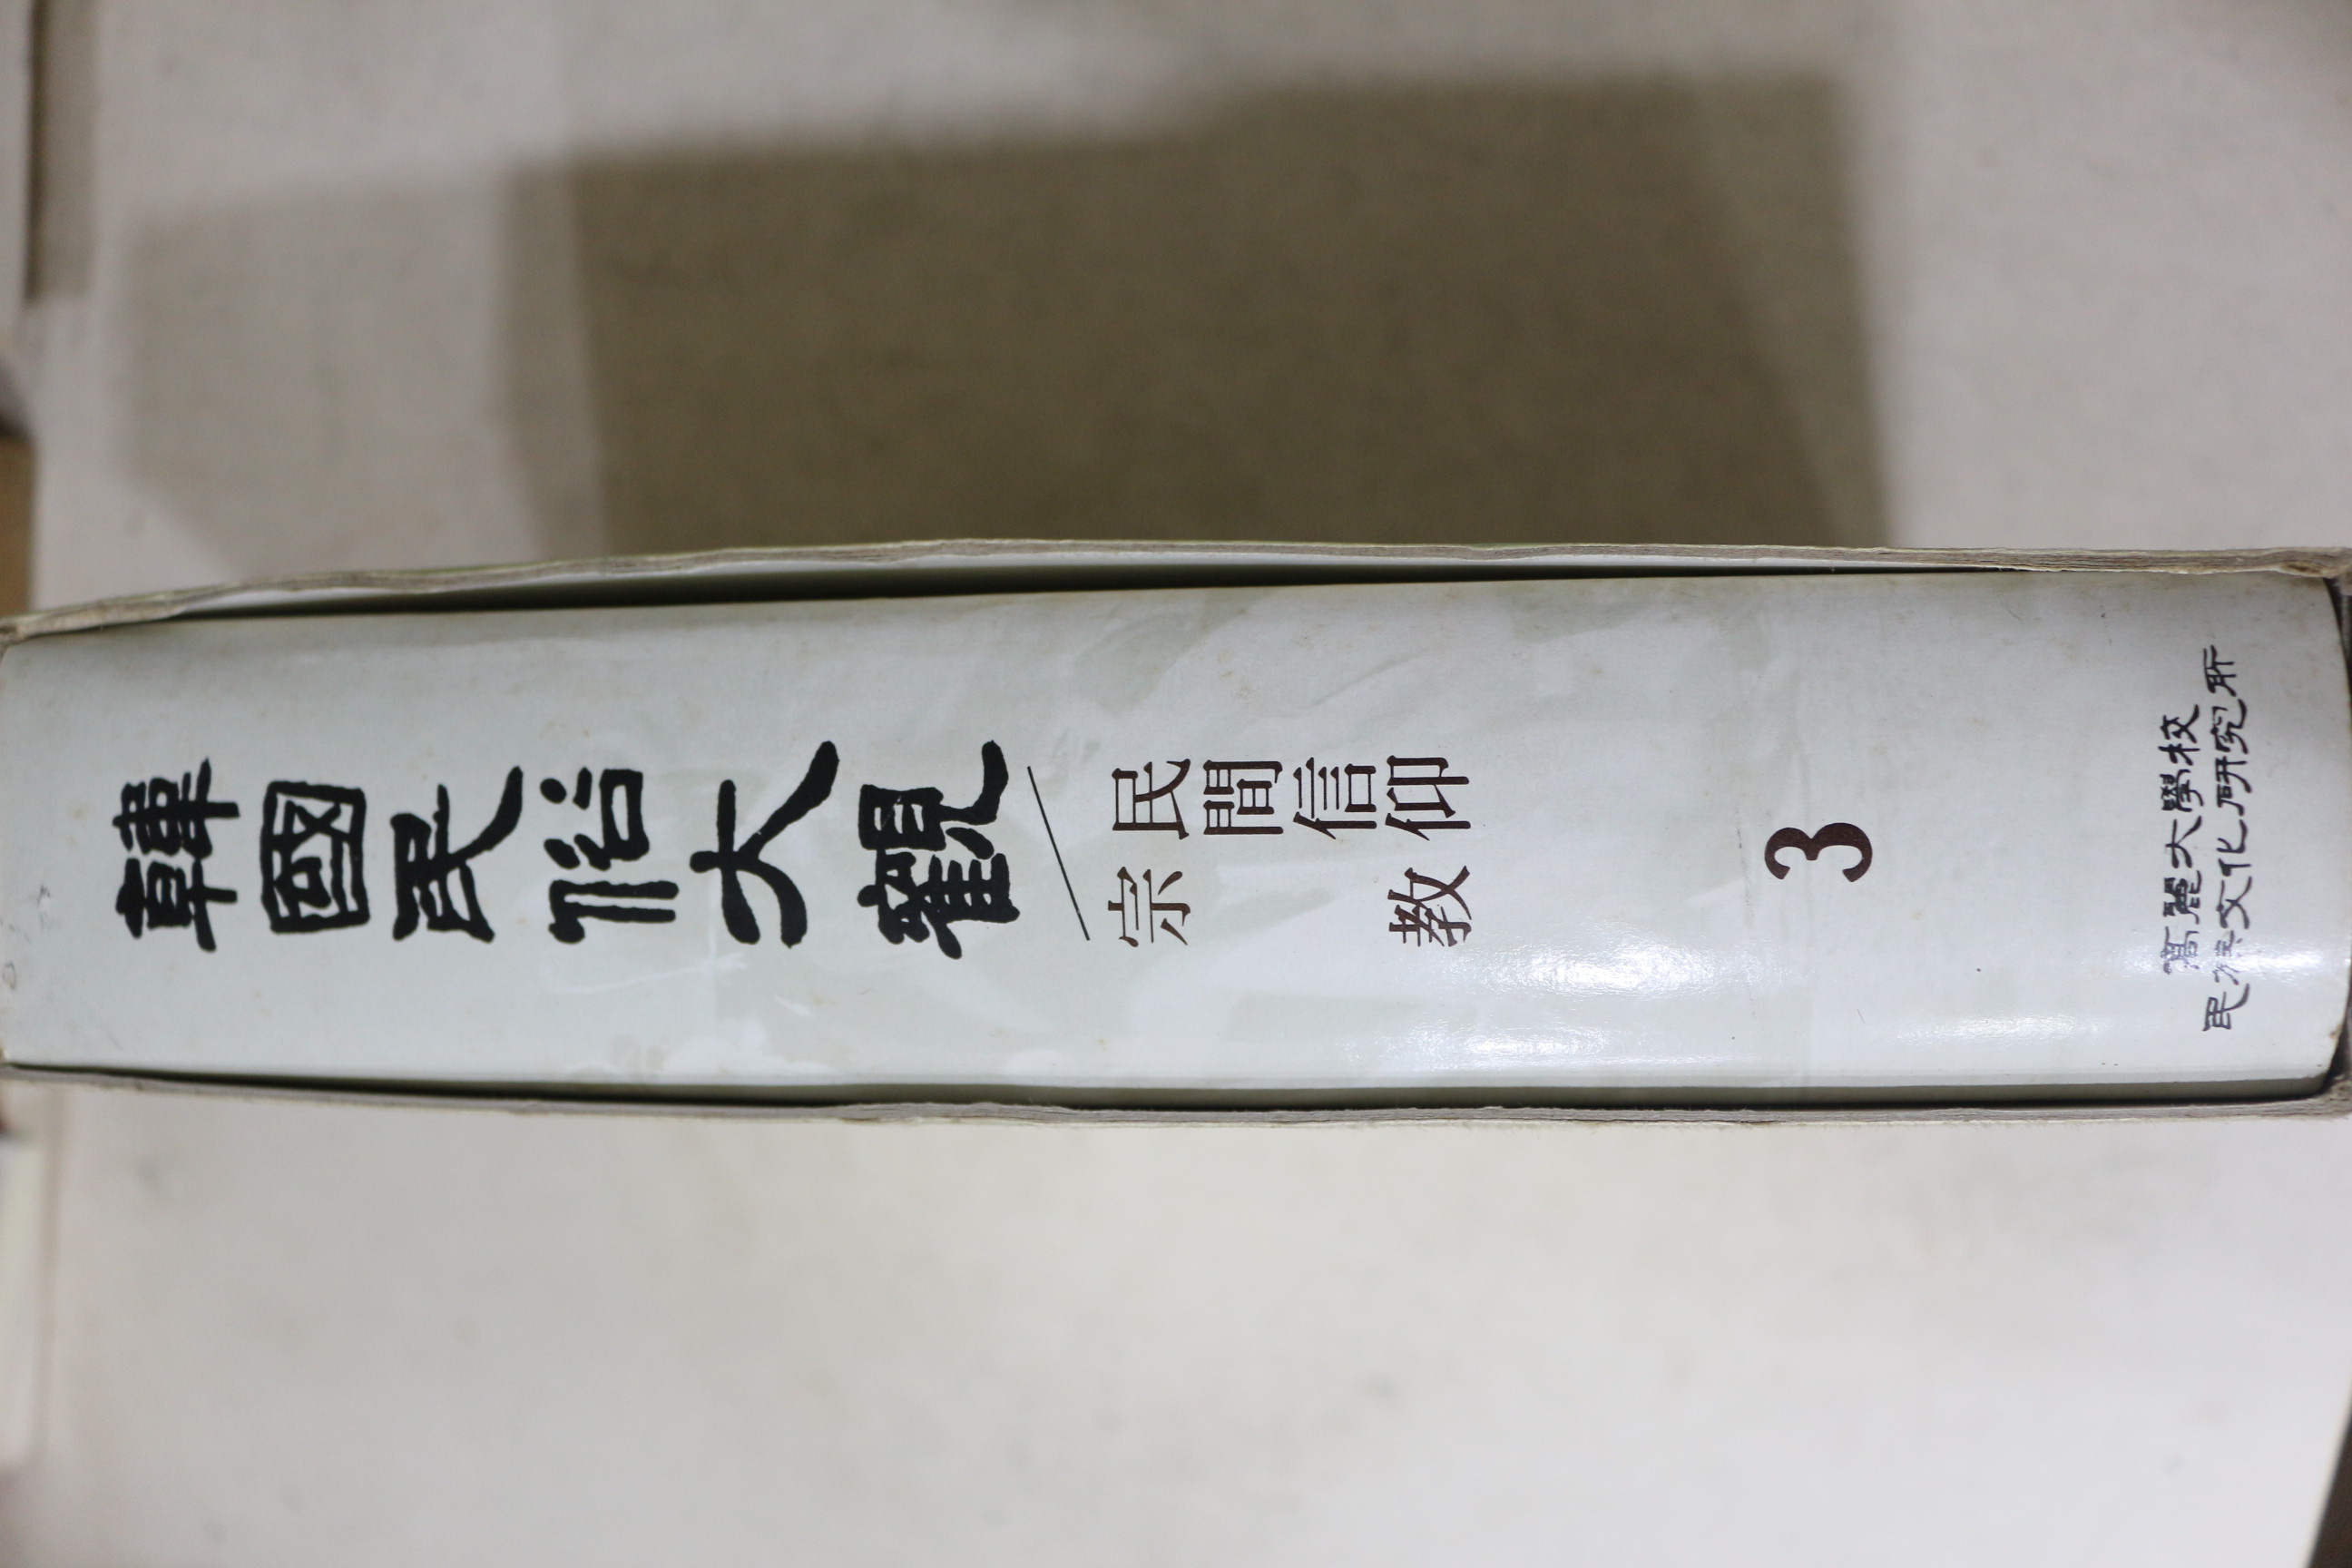 韓國民俗大觀
民間信仰
宗教
3
高麗大學校
民族文化研究所